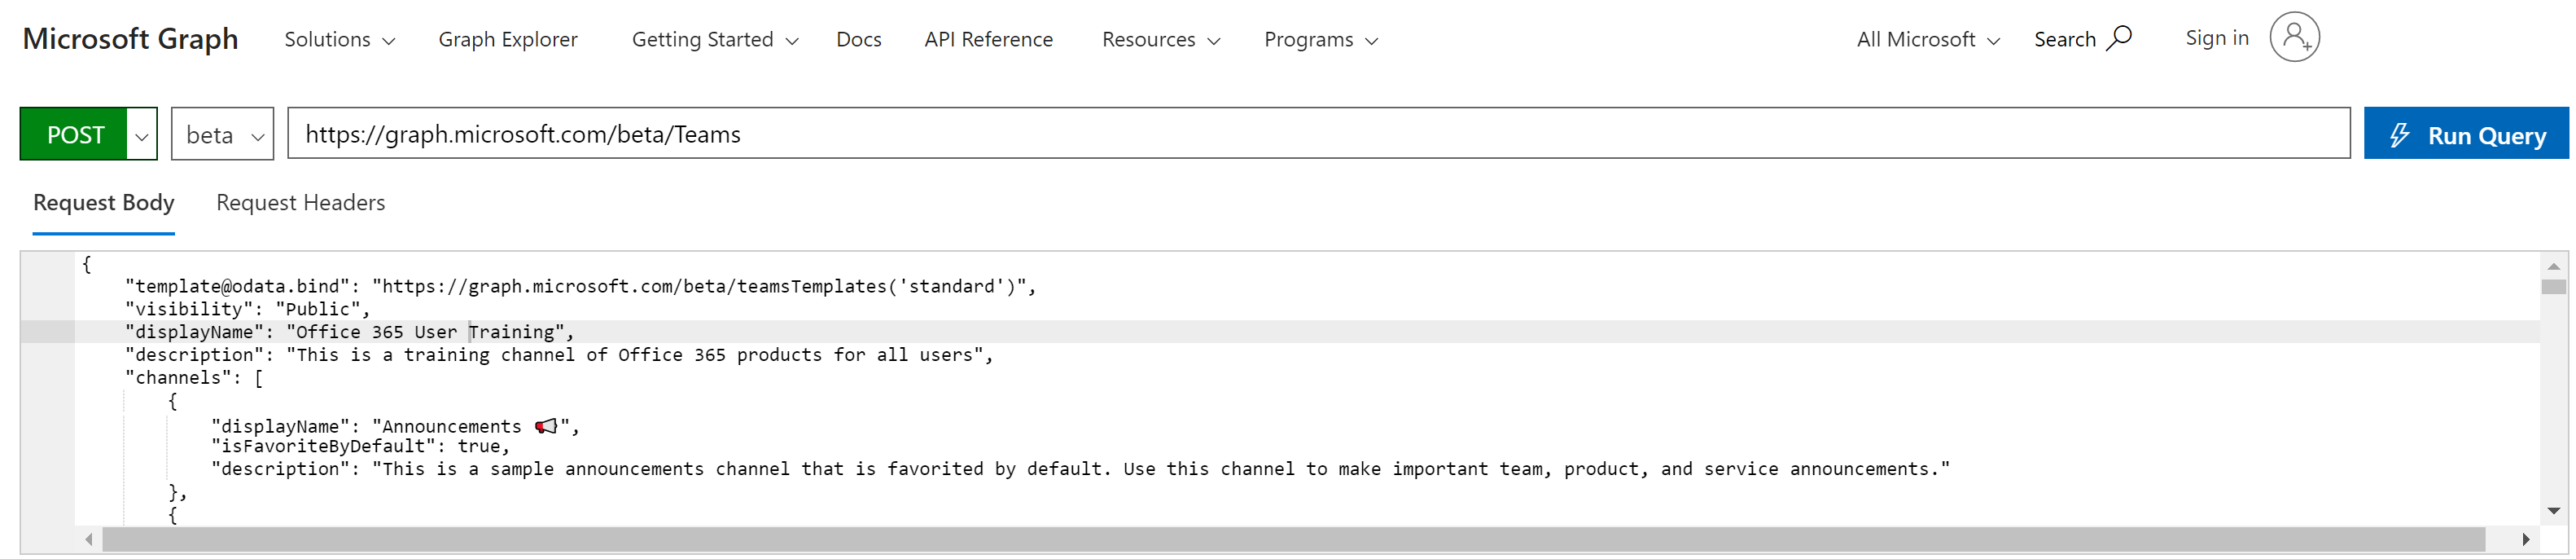 Microsoft Graph Solutions Graph Explorer Getting Started Docs API Reference Resources Programs All Microsoft Search Sign in
POST beta https://graph.microsoft.com/beta/Teams Run Query
Request Body Request Headers
{
"template@odata.bind": "https://graph.microsoft.com/beta/teamsTemplates('standard')",
"visibility": "Public",
"displayName": "Office 365 User Training",
"description": "This is a training channel of Office 365 products for all users",
"channels": [
{
"displayName": "Announcements 📢",
"isFavoriteByDefault": true,
"description": "This is a sample announcements channel that is favorited by default. Use this channel to make important team, product, and service announcements."
},
{